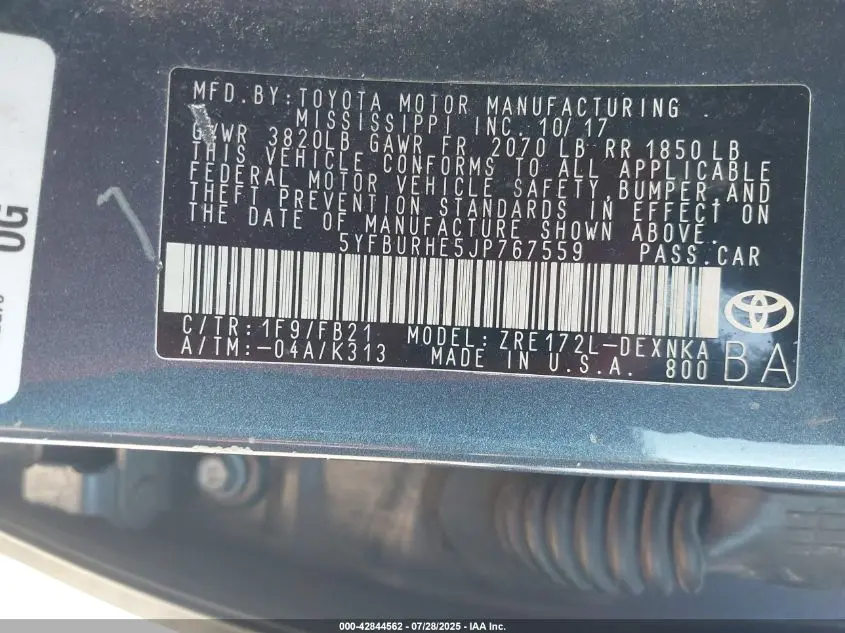 MFD.BY:TOYOTA MOTOR MANUFACTURING
MISSISSIPPI INC. 10/17
GVWR 3820LB GAWR FR. 2070 LB RR 1850 LB
THIS VEHICLE CONFORMS TO ALL APPLICABLE
FEDERAL MOTOR VEHICLE SAFETY,BUMPER,AND
THEFT PREVENTION STANDARDS IN EFFECT ON
THE DATE OF MANUFACTURE SHOWN ABOVE.
5YFBURHE5JP767559 PASS.CAR
C/TR:1F9/FB21 MODEL:ZRE172L-DEXNKA
A/TM:-04A/K313 MADE IN U.S.A. 800 BA
OG
000-42844562 / 07/28/2025 - IAA Inc.